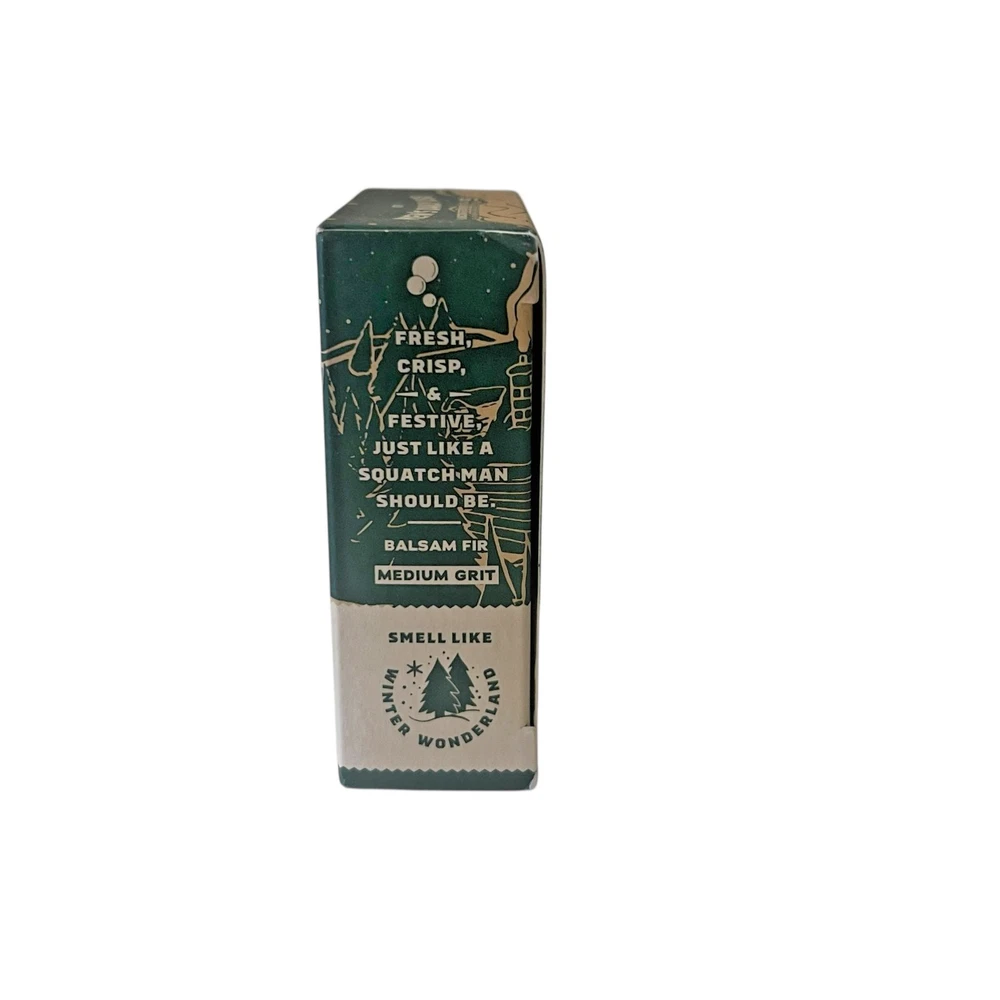 FRESH,
CRISP,
&
FESTIVE,
JUST LIKE A
SQUATCH MAN
SHOULD BE.
BALSAM FIR
MEDIUM GRIT
SMELL LIKE
WINTER WONDERLAND